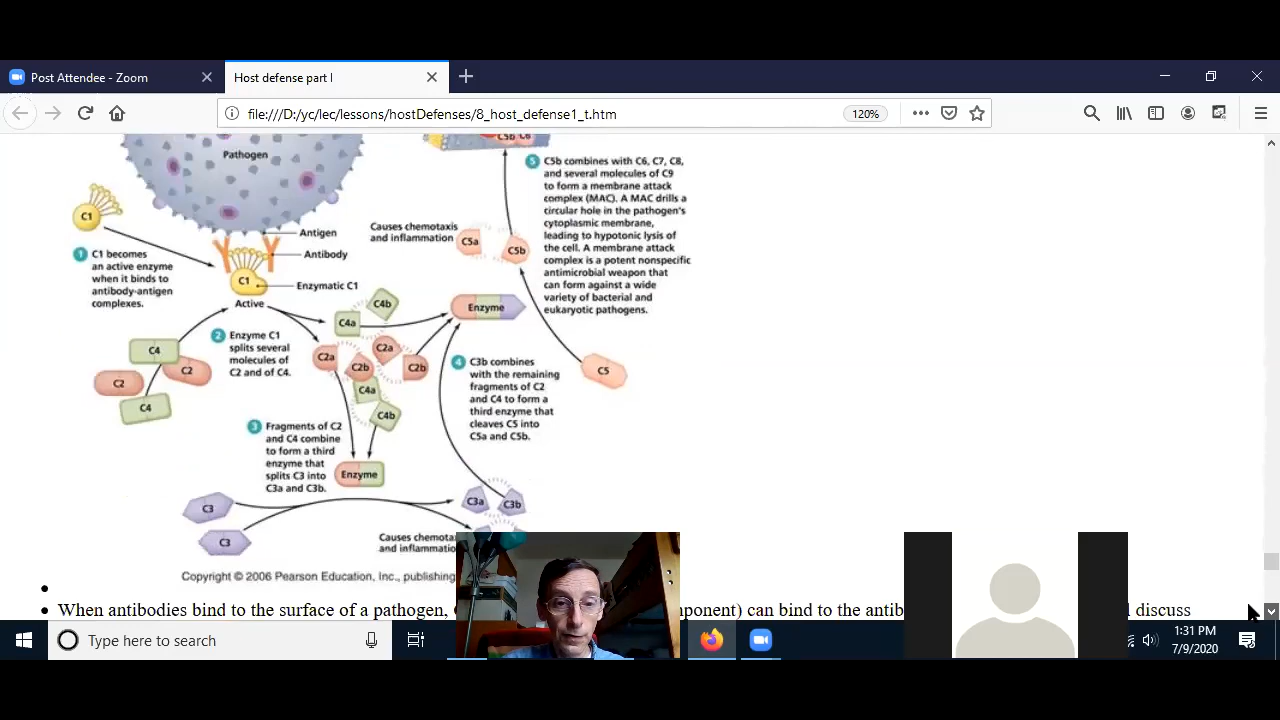 Post Attendee - Zoom
Host defense part I
file:///D:/yc/lec/lessons/hostDefenses/8_host_defense1_t.htm
120%
Pathogen
C5b C6
C1
Antigen
Antibody
C1
Enzymatic C1
Active
1 C1 becomes
an active enzyme
when it binds to
antibody-antigen
complexes.
Causes chemotaxis
and inflammation
C5a
C5b
5 C5b combines with C6, C7, C8,
and several molecules of C9
to form a membrane attack
complex (MAC). A MAC drills a
circular hole in the pathogen's
cytoplasmic membrane,
leading to hypotonic lysis of
the cell. A membrane attack
complex is a potent nonspecific
antimicrobial weapon that
can form against a wide
variety of bacterial and
eukaryotic pathogens.
C4b
C4a
Enzyme
2 Enzyme C1
splits several
molecules of
C2 and of C4.
C4
C2
C2
C4
C2a
C2a
C2b
C2b
C4a
C4b
4 C3b combines
with the remaining
fragments of C2
and C4 to form a
third enzyme that
cleaves C5 into
C5a and C5b.
C5
3 Fragments of C2
and C4 combine
to form a third
enzyme that
splits C3 into
C3a and C3b.
Enzyme
C3
C3
C3a
C3b
Causes chemota
and inflammatio
Copyright © 2006 Pearson Education, Inc., publishing
• When antibodies bind to the surface of a pathogen,
ponent) can bind to the antib
discuss
Type here to search
1:31 PM
7/9/2020